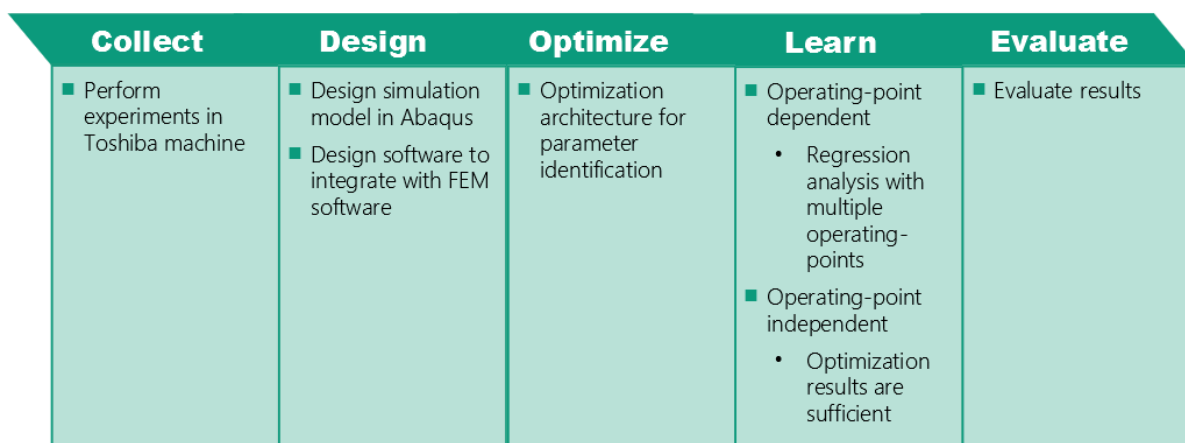 Collect
Design
Optimize
Learn
Evaluate
Perform
experiments in
Toshiba machine
Design simulation
model in Abaqus
Design software to
integrate with FEM
software
Optimization
architecture for
parameter
identification
Operating-point
dependent
Regression
analysis with
multiple
operating-
points
Operating-point
independent
Optimization
results are
sufficient
Evaluate results